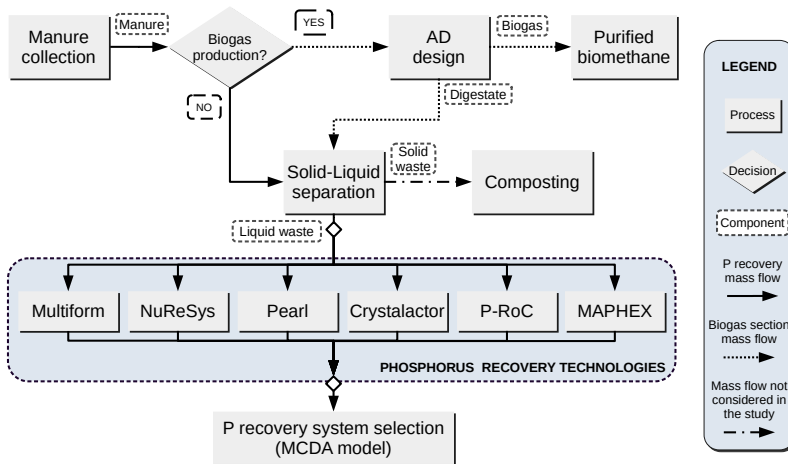 Manure
collection
Manure
Biogas
production?
YES
AD
design
Biogas
Purified
biomethane
NO
Digestate
Solid-Liquid
separation
Solid
waste
Composting
Liquid waste
Multiform
NuReSys
Pearl
Crystalactor
P-RoC
MAPHEX
PHOSPHORUS RECOVERY TECHNOLOGIES
P recovery system selection
(MCDA model)
LEGEND
Process
Decision
Component
P recovery
mass flow
Biogas section
mass flow
Mass flow not
considered in
the study